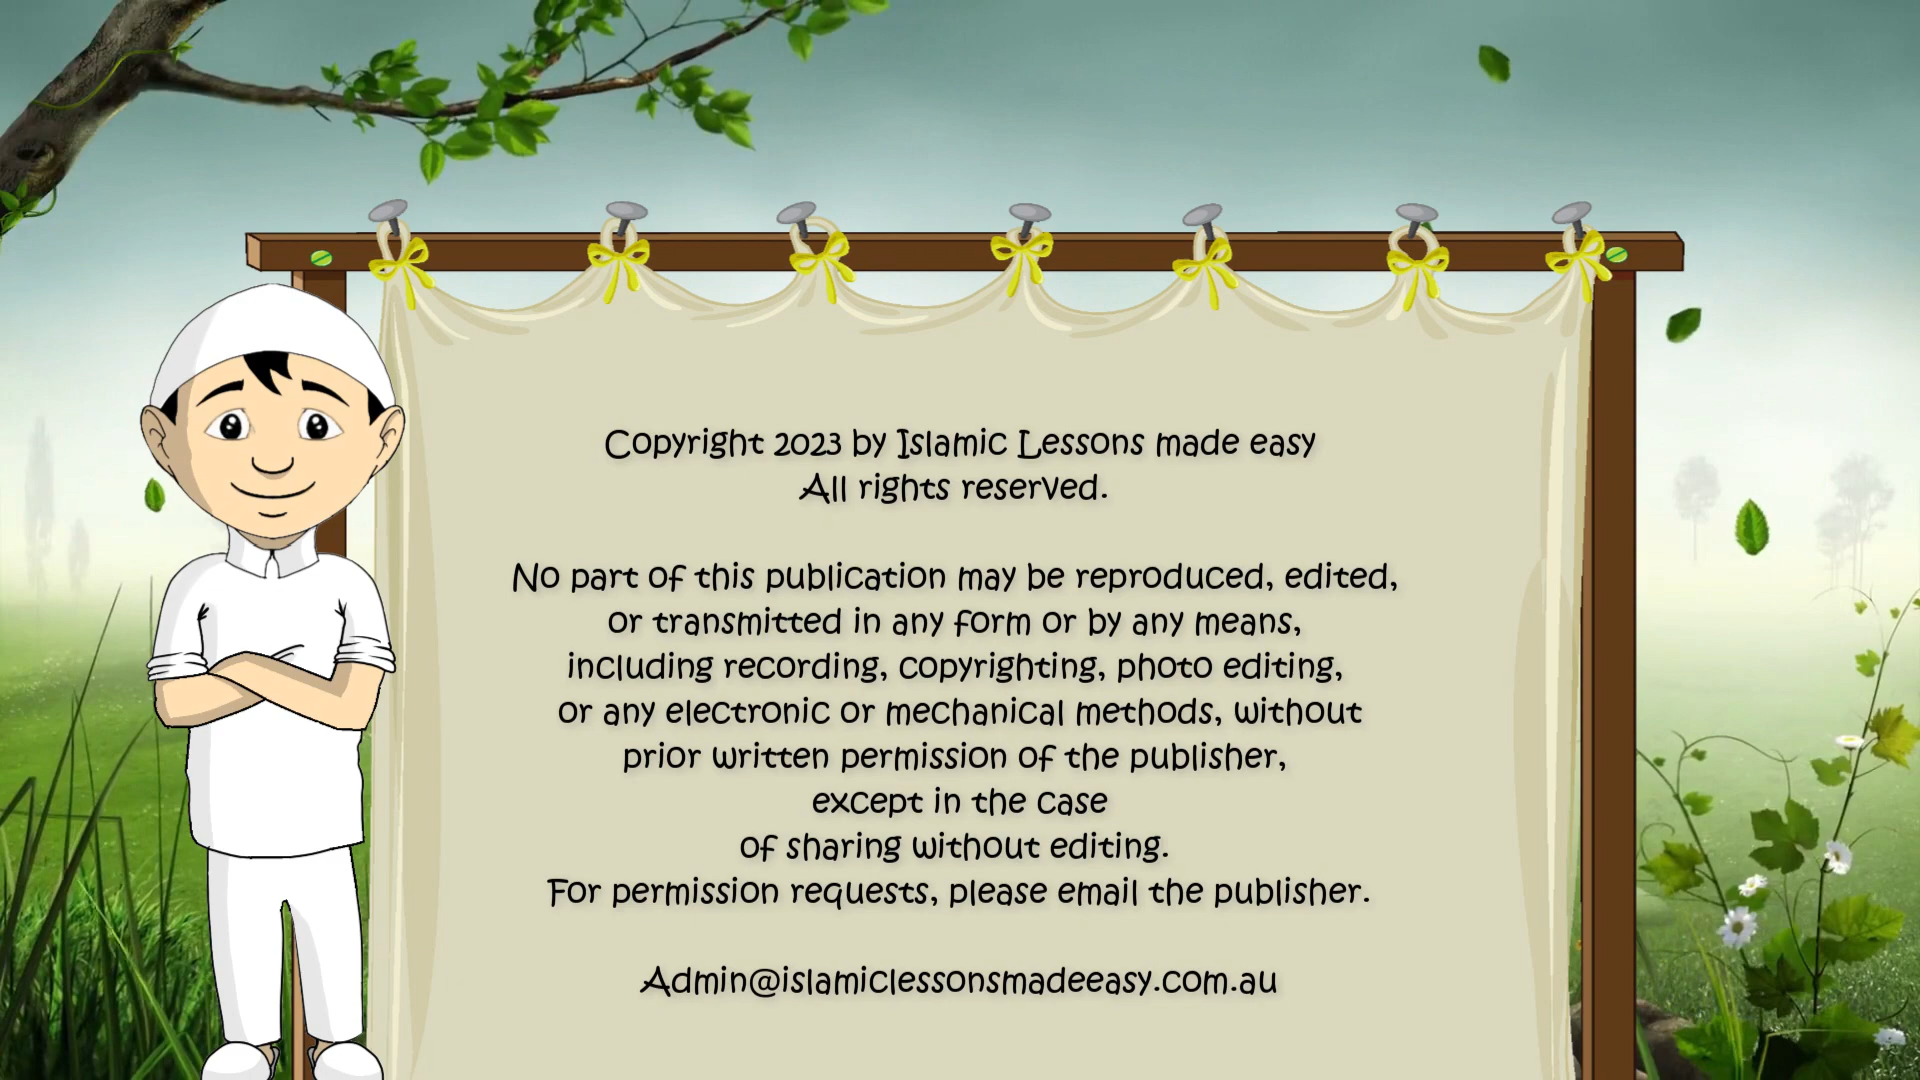 Copyright 2023 by Islamic Lessons made easy
All rights reserved.
No part of this publication may be reproduced, edited,
or transmitted in any form or by any means,
including recording, copyrighting, photo editing,
or any electronic or mechanical methods, without
prior written permission of the publisher,
except in the case
of sharing without editing.
For permission requests, please email the publisher.
Admin@islamiclessonsmadeeasy.com.au